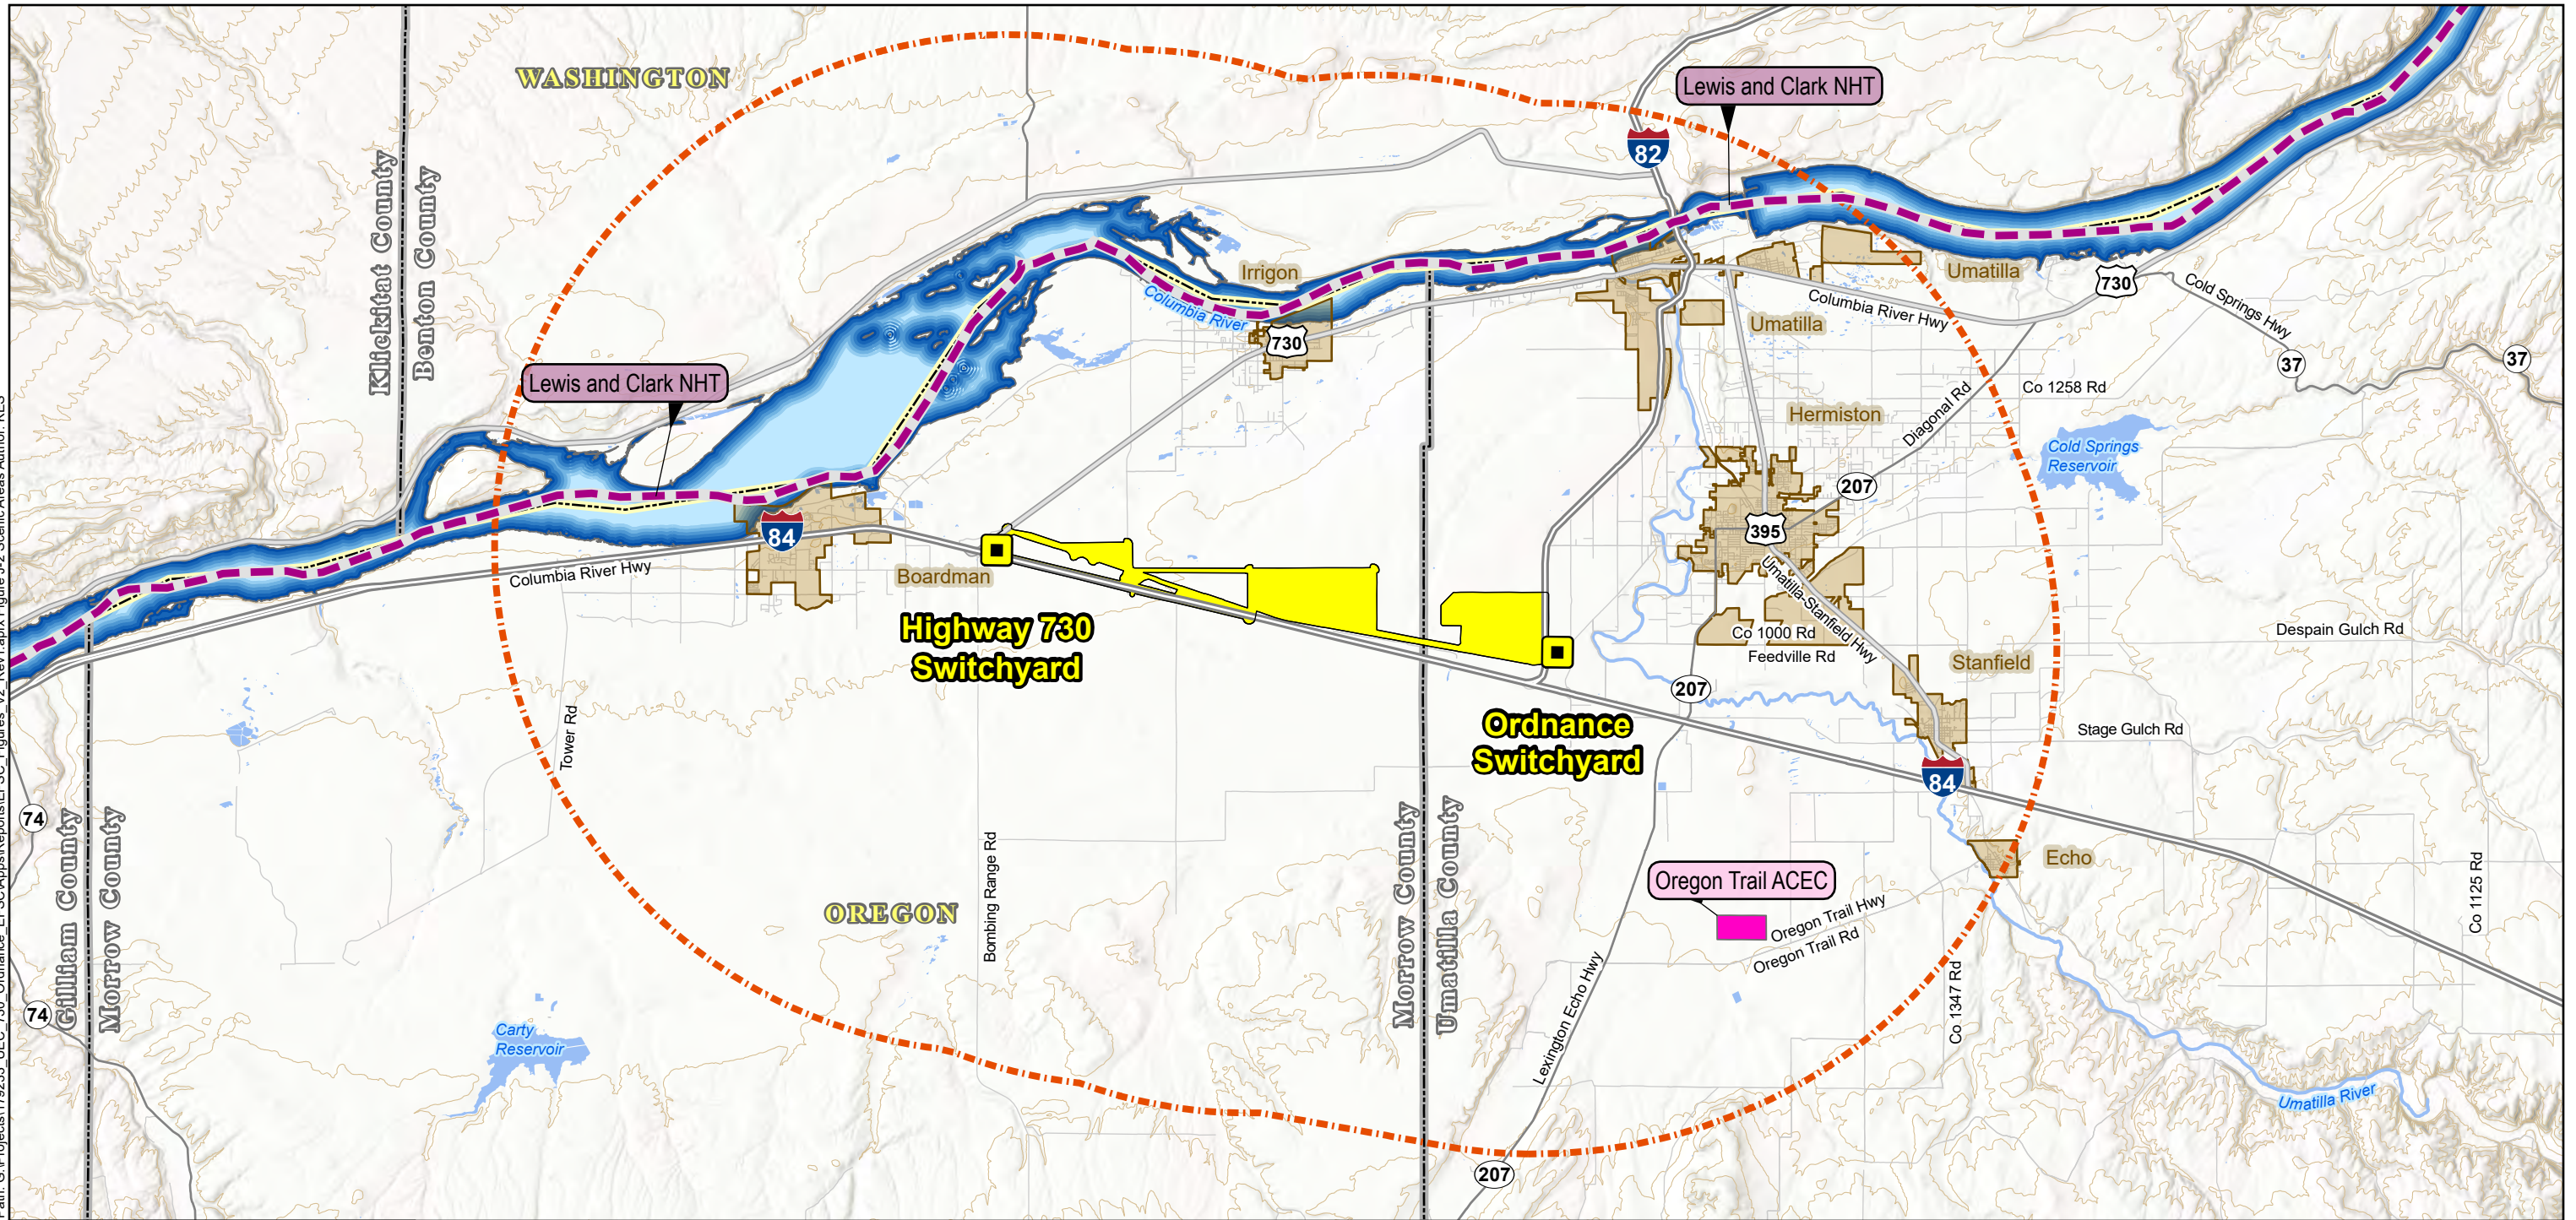 WASHINGTON
Lewis and Clark NHT
82
Klickitat County
Benton County
Irrigon
Umatilla
730
Cold Springs Hwy
Columbia River
Columbia River Hwy
Umatilla
730
37
37
Lewis and Clark NHT
Co 1258 Rd
Hermiston
Diagonal Rd
Cold Springs
Reservoir
207
84
395
Columbia River Hwy
Boardman
Umatilla-Stanfield Hwy
Highway 730
Switchyard
Co 1000 Rd
Feedville Rd
Despain Gulch Rd
Stanfield
207
Ordnance
Switchyard
Tower Rd
Stage Gulch Rd
84
74
Gilliam County
Morrow County
Morrow County
Umatilla County
Bombing Range Rd
Echo
Oregon Trail ACEC
Co 1125 Rd
OREGON
Oregon Trail Hwy
Oregon Trail Rd
74
Carty
Reservoir
Lexington Echo Hwy
Co 1347 Rd
Umatilla River
207